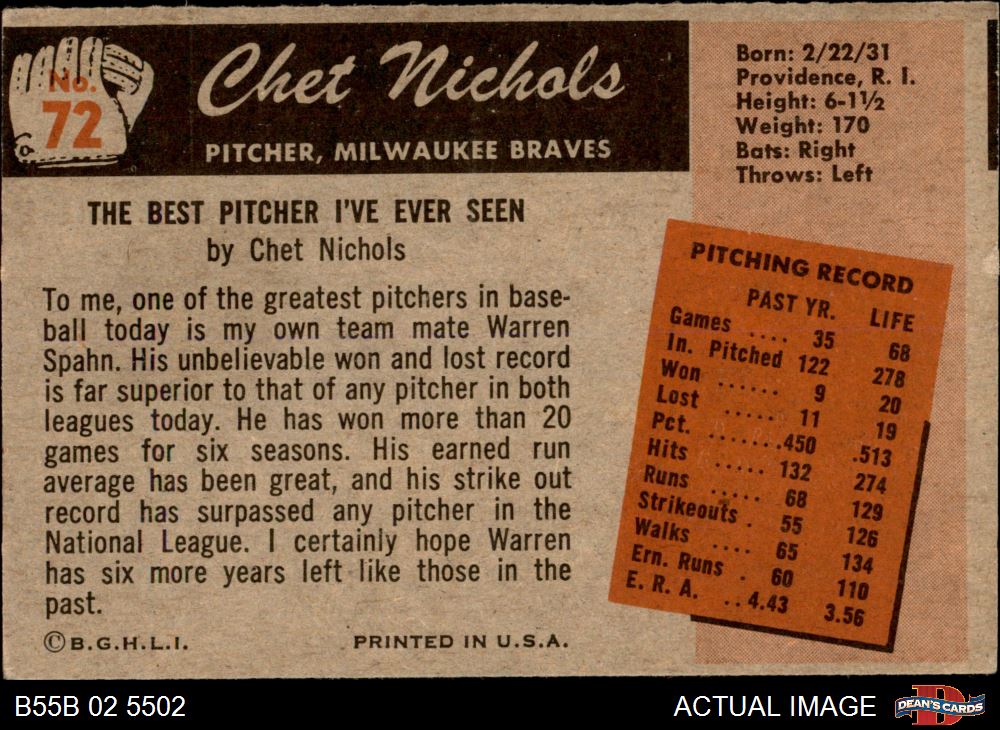 No.
72
Chet Nichols
PITCHER, MILWAUKEE BRAVES
Born: 2/22/31
Providence, R. I.
Height: 6-1½
Weight: 170
Bats: Right
Throws: Left
THE BEST PITCHER I'VE EVER SEEN
by Chet Nichols
To me, one of the greatest pitchers in base-
ball today is my own team mate Warren
Spahn. His unbelievable won and lost record
is far superior to that of any pitcher in both
leagues today. He has won more than 20
games for six seasons. His earned run
average has been great, and his strike out
record has surpassed any pitcher in the
National League. I certainly hope Warren
has six more years left like those in the
past.
©B.G.H.L.I. PRINTED IN U.S.A.
PITCHING RECORD
PAST YR. LIFE
Games .... 35 68
In. Pitched 122 278
Won ...... 9 20
Lost ..... 11 19
Pct. .......450 .513
Hits ..... 132 274
Runs ..... 68 129
Strikeouts . 55 126
Walks .... 65 134
Ern. Runs . 60 110
E. R. A. ..4.43 3.56
B55B 02 5502
ACTUAL IMAGE
DEAN'S CARDS